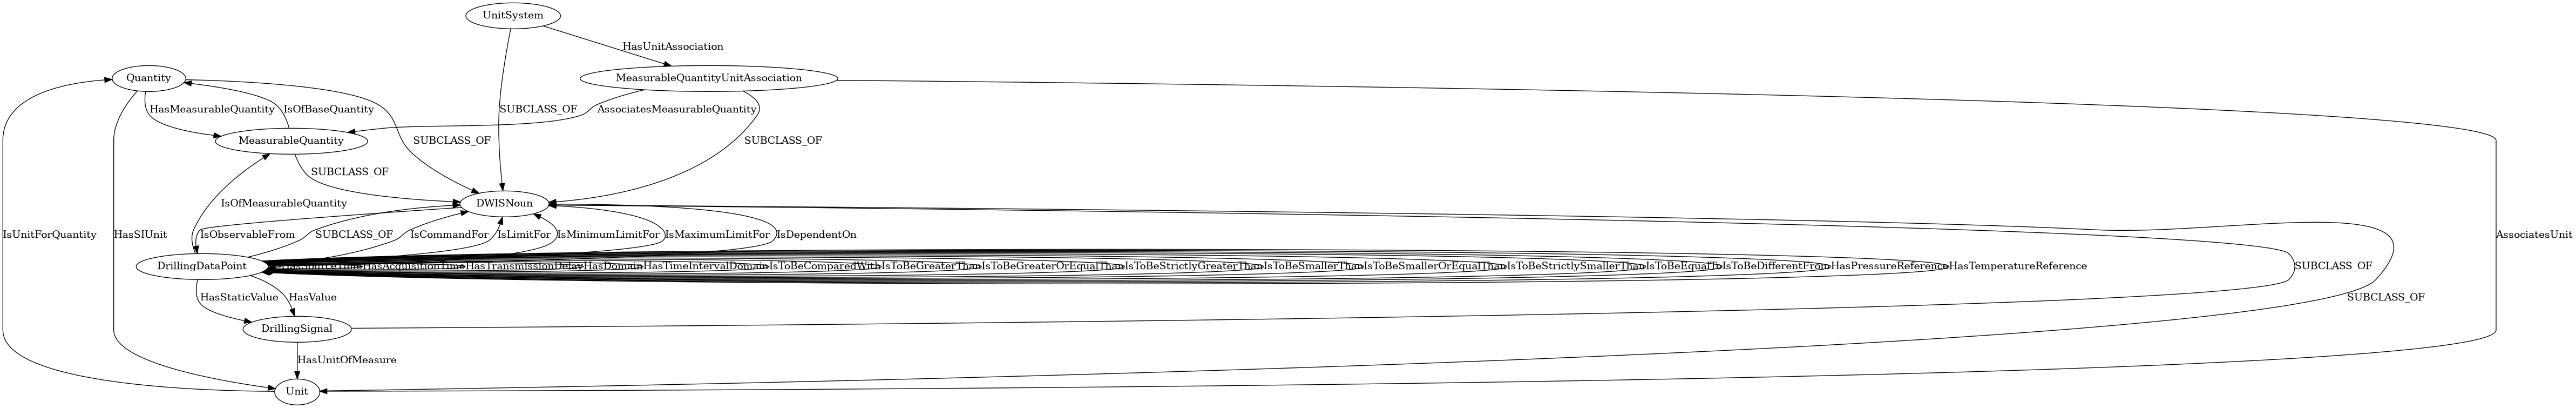 UnitSystem
HasUnitAssociation
Quantity
MeasurableQuantityUnitAssociation
HasMeasurableQuantity
IsOfBaseQuantity
SUBCLASS_OF
AssociatesMeasurableQuantity
MeasurableQuantity
SUBCLASS_OF
SUBCLASS_OF
SUBCLASS_OF
IsOfMeasurableQuantity
DWISNoun
IsUnitForQuantity
HasSIUnit
IsObservableFrom
SUBCLASS_OF
IsCommandFor
IsLimitFor
IsMinimumLimitFor
IsMaximumLimitFor
IsDependentOn
AssociatesUnit
DrillingDataPoint
HasSourceTime
HasAcquisitionTime
HasTransmissionDelay
HasDomain
HasTimeIntervalDomain
IsToBeComparedWith
IsToBeGreaterThan
IsToBeGreaterOrEqualThan
IsToBeStrictlyGreaterThan
IsToBeSmallerThan
IsToBeSmallerOrEqualThan
IsToBeStrictlySmallerThan
IsToBeEqualTo
IsToBeDifferentFrom
HasPressureReference
HasTemperatureReference
SUBCLASS_OF
HasStaticValue
HasValue
SUBCLASS_OF
DrillingSignal
HasUnitOfMeasure
Unit